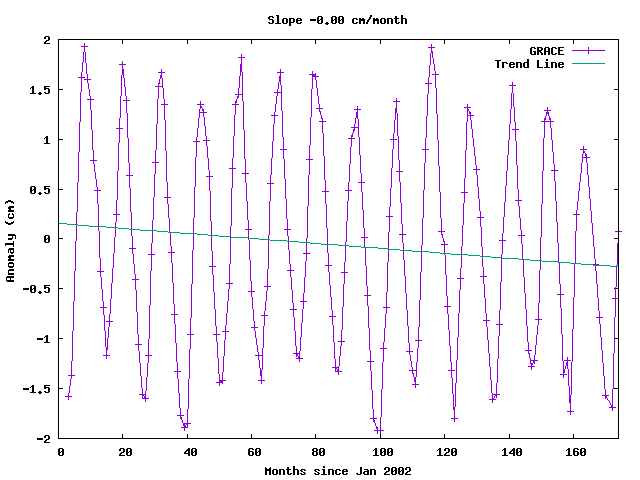 Slope -0.00 cm/month
GRACE
Trend Line
2
1.5
1
0.5
0
-0.5
-1
-1.5
-2
Anomaly (cm)
0 20 40 60 80 100 120 140 160
Months since Jan 2002